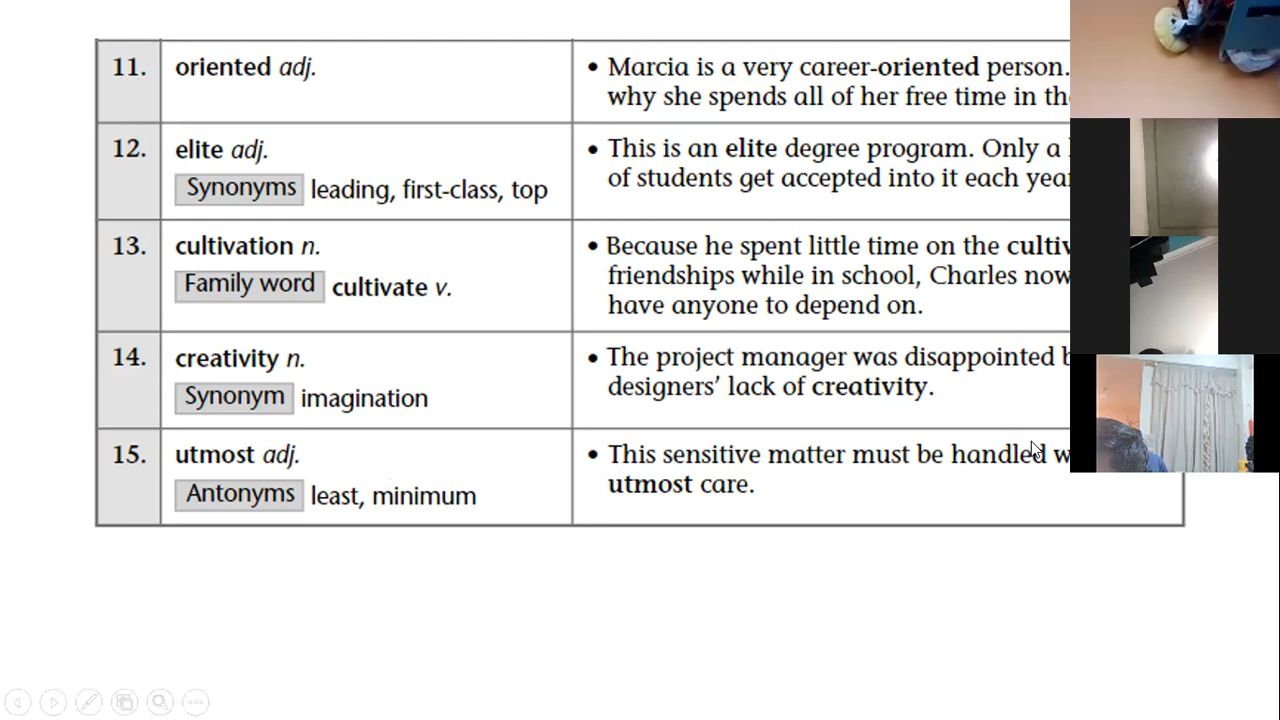 11.
oriented adj.
• Marcia is a very career-oriented person.
why she spends all of her free time in
12.
elite adj.
Synonyms leading, first-class, top
• This is an elite degree program. Only a
of students get accepted into it each
13.
cultivation n.
Family word cultivate v.
• Because he spent little time on the
friendships while in school, Charles now
have anyone to depend on.
14.
creativity n.
Synonym imagination
• The project manager was disappointed
designers’ lack of creativity.
15.
utmost adj.
Antonyms least, minimum
• This sensitive matter must be handled
utmost care.